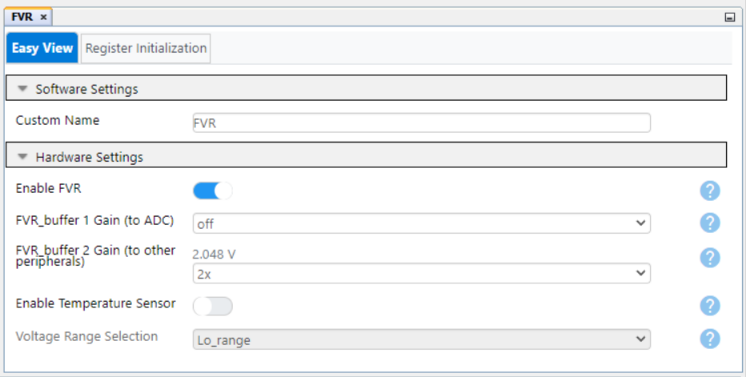 FVR ×
Easy View Register Initialization
Software Settings
Custom Name FVR
Hardware Settings
Enable FVR ?
FVR_buffer 1 Gain (to ADC) off ?
FVR_buffer 2 Gain (to other
peripherals) 2.048 V ?
2x
Enable Temperature Sensor ?
Voltage Range Selection Lo_range ?